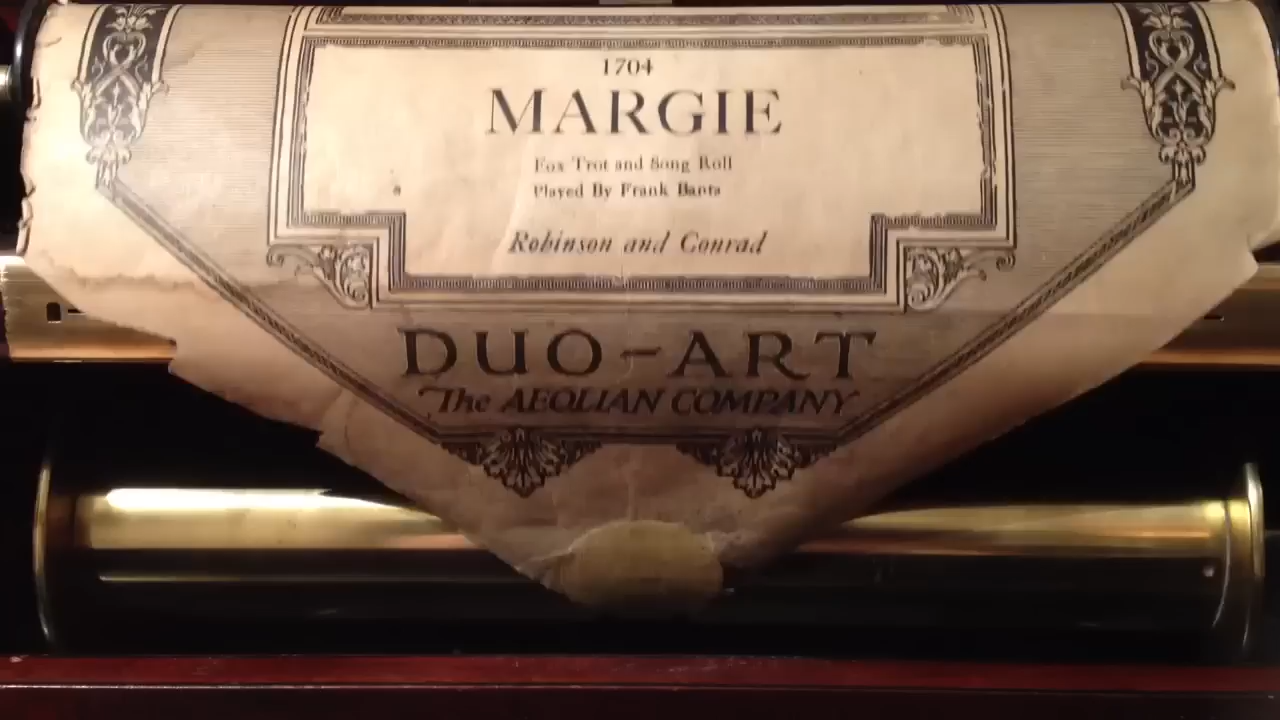 1704
MARGIE
Fox Trot and Song Roll
Played By Frank Banta
Robinson and Conrad
DUO-ART
The AEOLIAN COMPANY